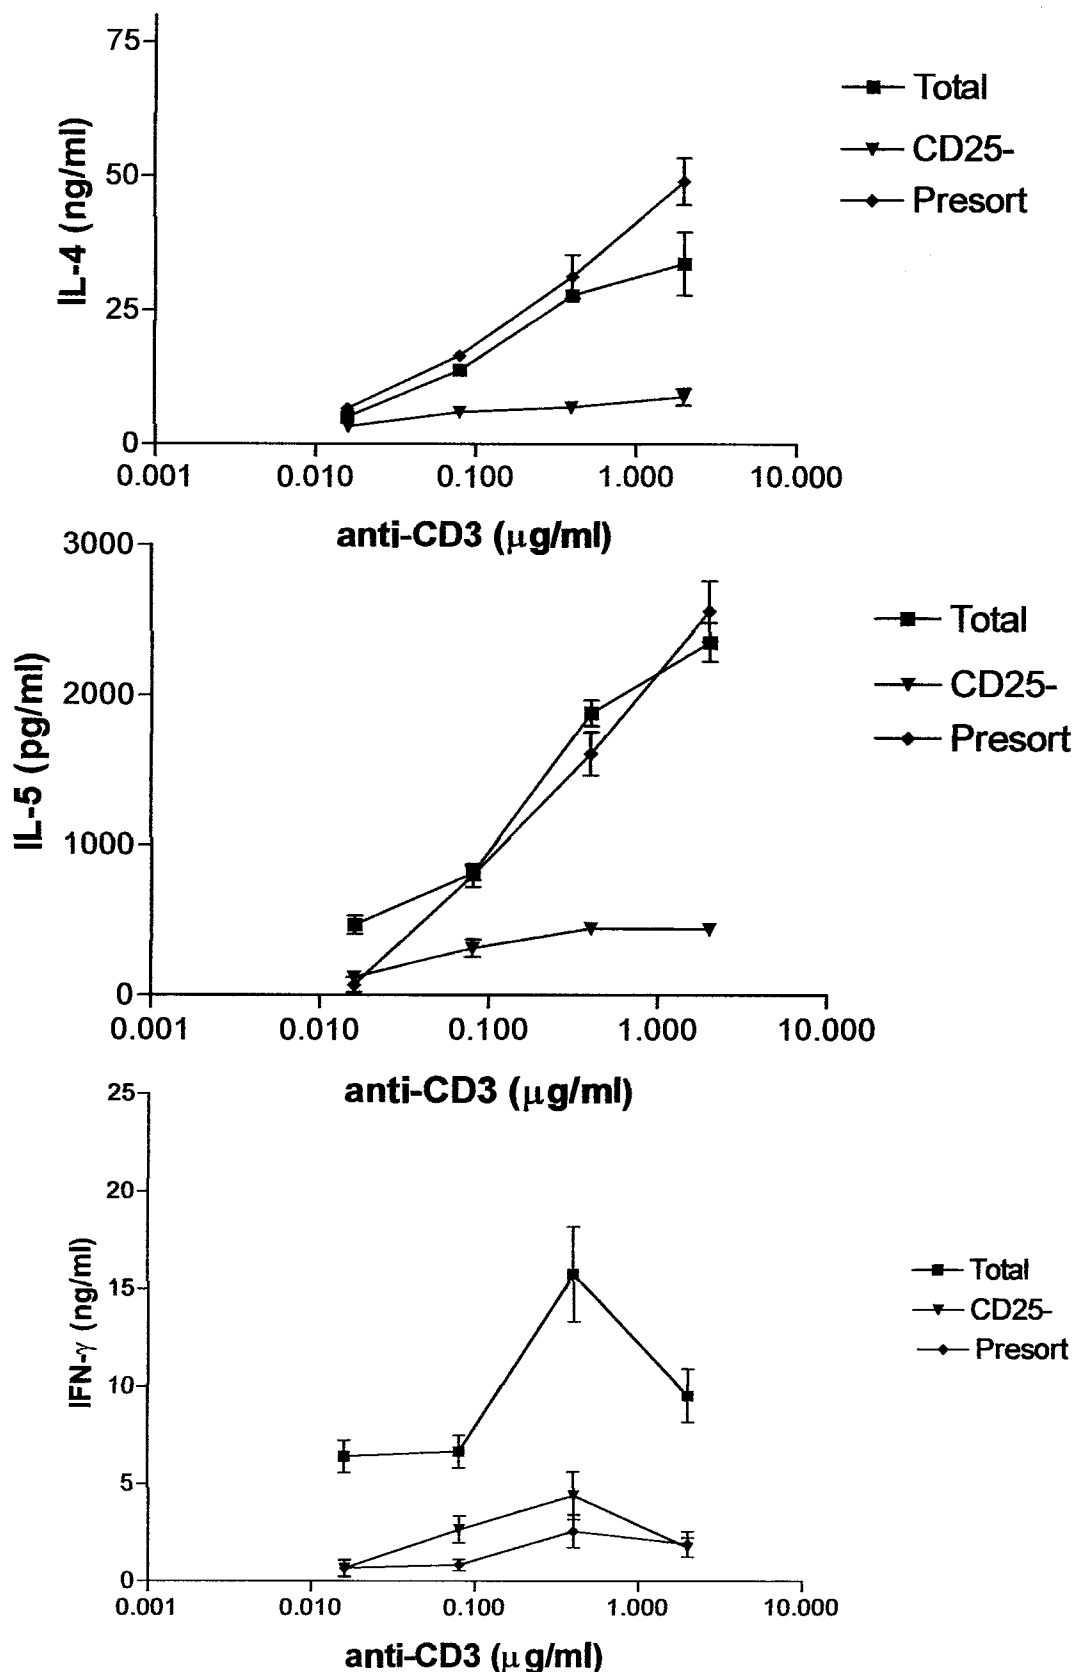 75
Total
CD25-
50
Presort
IL-4 (ng/ml)
25
0
0.001 0.010 0.100 1.000 10.000
anti-CD3 (μg/ml)
3000
Total
2000
CD25-
Presort
IL-5 (pg/ml)
1000
0
0.001 0.010 0.100 1.000 10.000
anti-CD3 (μg/ml)
25
20
IFN-γ (ng/ml)
Total
15
CD25-
Presort
10
5
0
0.001 0.010 0.100 1.000 10.000
anti-CD3 (μg/ml)